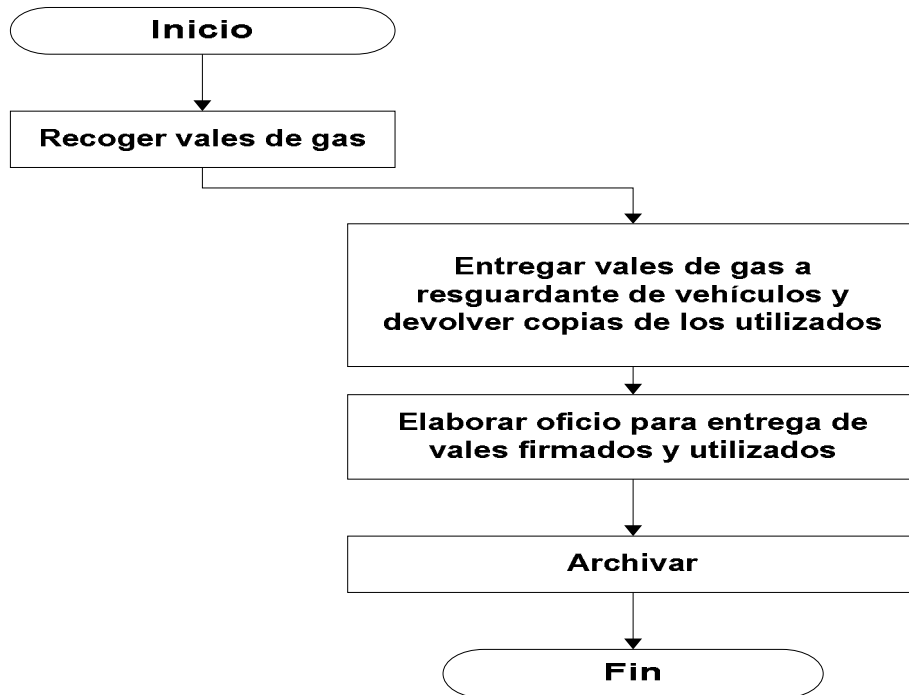 Inicio
Recoger vales de gas
Entregar vales de gas a
resguardante de vehículos y
devolver copias de los utilizados
Elaborar oficio para entrega de
vales firmados y utilizados
Archivar
Fin